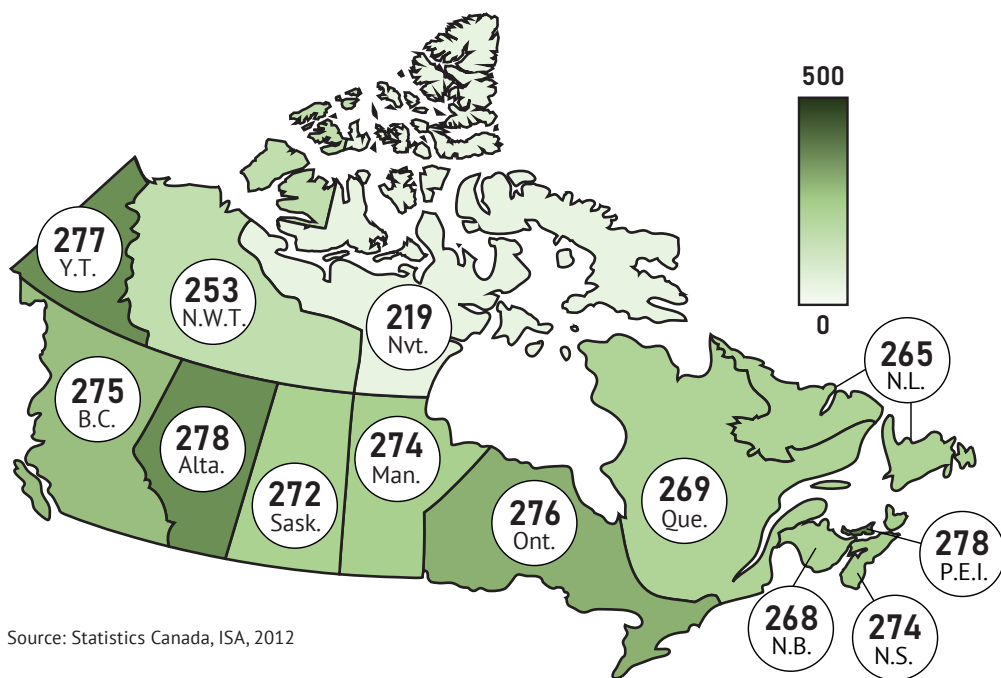 500
0
277
Y.T.
253
N.W.T.
219
Nvt.
265
N.L.
275
B.C.
278
Alta.
272
Sask.
274
Man.
276
Ont.
269
Que.
278
P.E.I.
268
N.B.
274
N.S.
Source: Statistics Canada, ISA, 2012